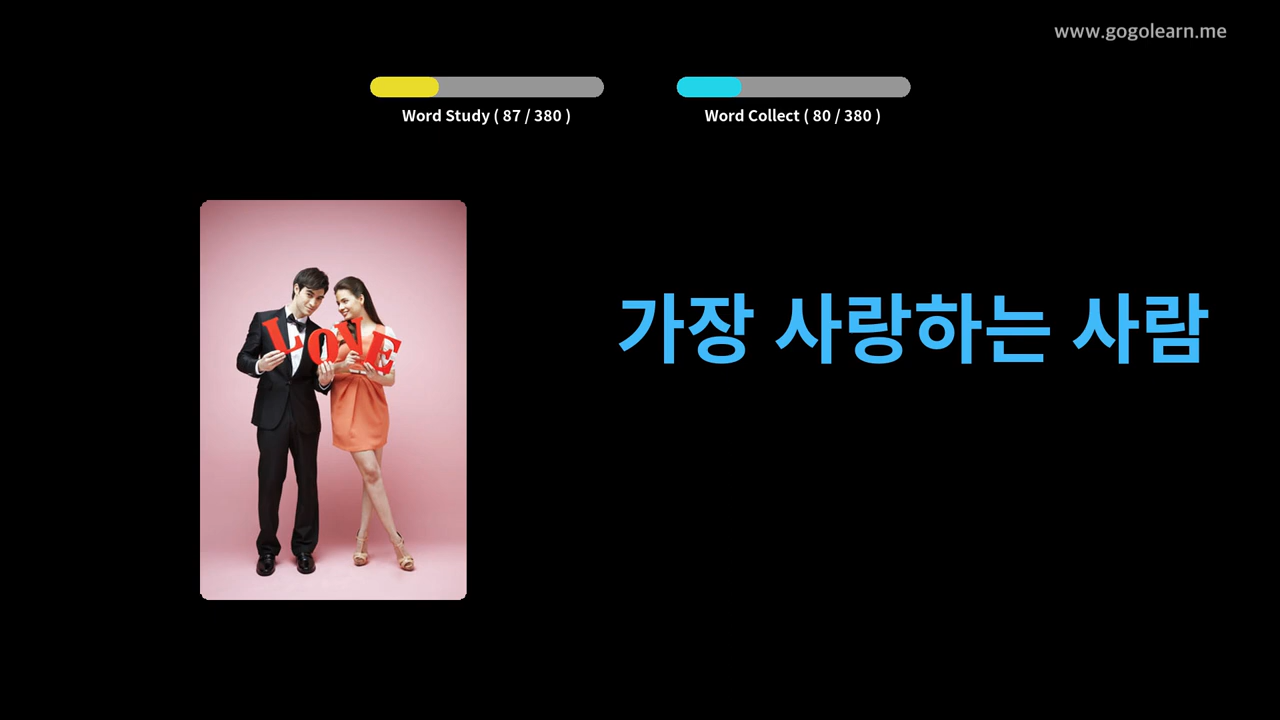 www.gogolearn.me
Word Study ( 87 / 380 )
Word Collect ( 80 / 380 )
LOVE
가장 사랑하는 사람